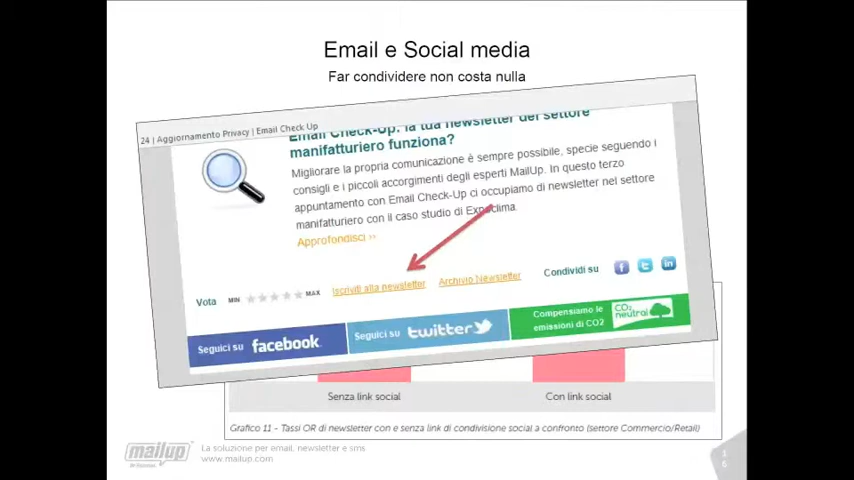 Email e Social media
Far condividere non costa nulla
24 | Aggiornamento Privacy | Email Check Up
Email Check-Up: la tua newsletter del settore
manifatturiero funziona?
Migliorare la propria comunicazione è sempre possibile, specie seguendo i
consigli e i piccoli accorgimenti degli esperti MailUp. In questo terzo
appuntamento con Email Check-Up ci occupiamo di newsletter nel settore
manifatturiero con il caso studio di Expoclima.
Approfondisci ››
Vota MIN MAX Iscriviti alla newsletter Archivio Newsletter Condividi su f t in
Seguici su facebook.
Seguici su twitter
Compensiamo le
emissioni di CO2
CO2
neutral
Senza link social Con link social
Grafico 11 - Tassi OR di newsletter con e senza link di condivisione social a confronto (settore Commercio/Retail)
mailup
La soluzione per email, newsletter e sms
www.mailup.com